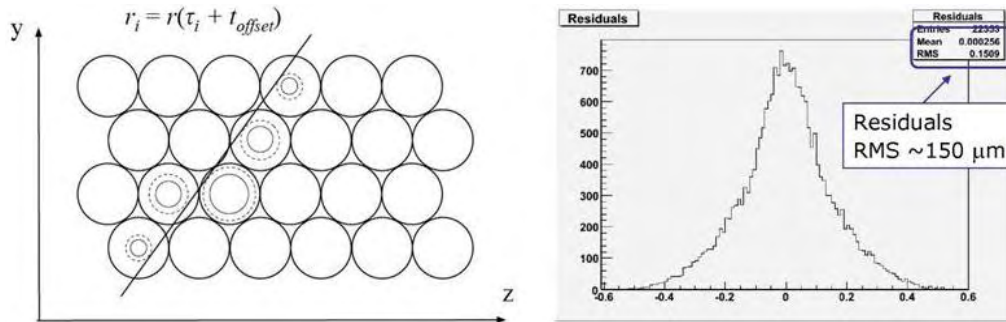 y
r_i = r(τ_i + t_offset)
z
Residuals
Residuals
Entries 22335
Mean 0.000256
RMS 0.1509
Residuals
RMS ~150 μm
700
600
500
400
300
200
100
0
-0.6 -0.4 -0.2 0 0.2 0.4 0.6